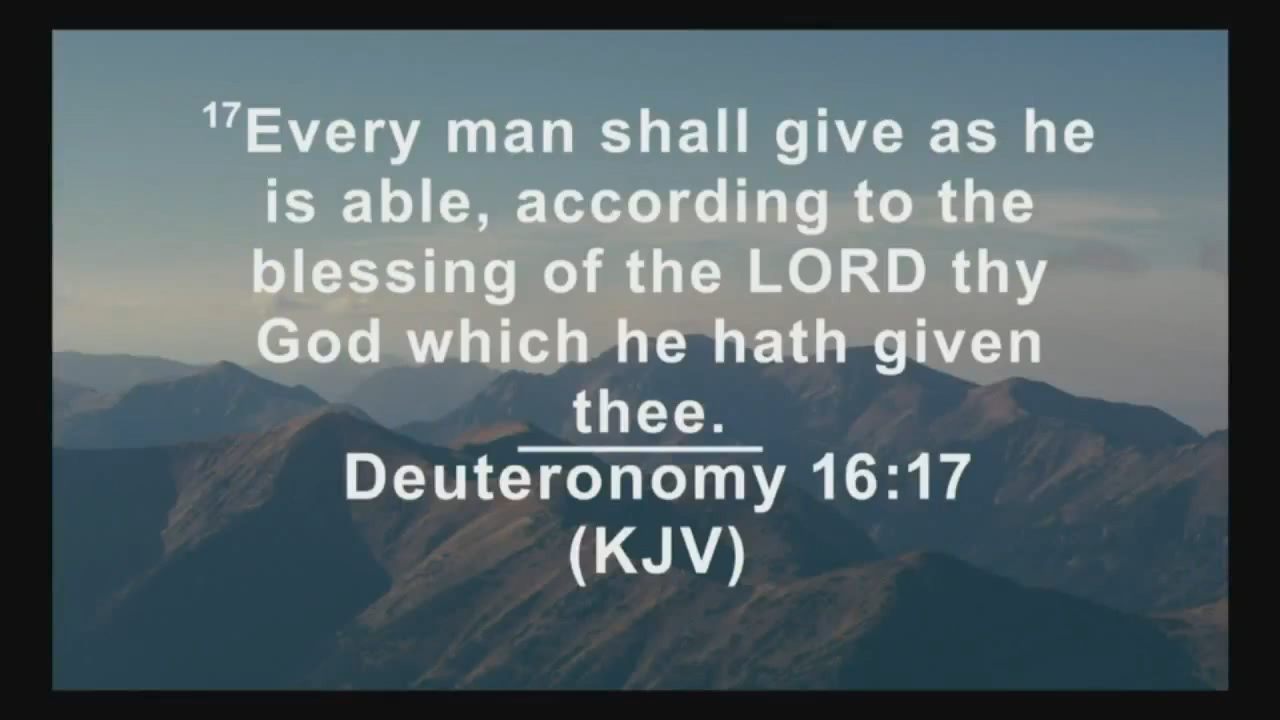 17Every man shall give as he
is able, according to the
blessing of the LORD thy
God which he hath given
thee.
Deuteronomy 16:17
(KJV)